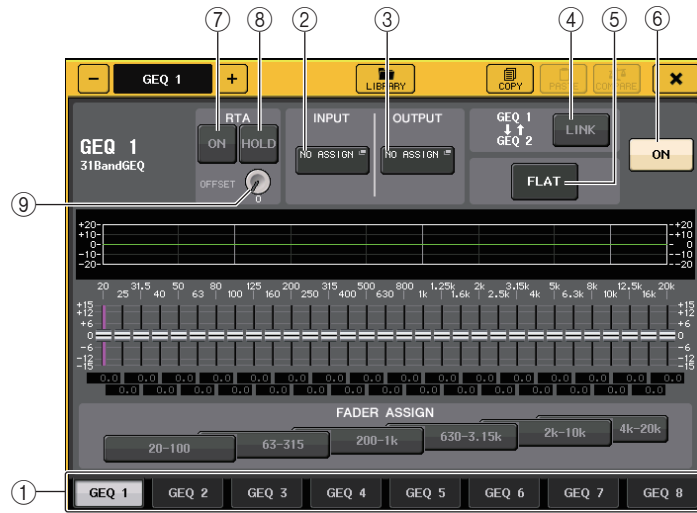 ⑦ ⑧ ② ③ ④ ⑤ ⑥
− GEQ 1 + LIBRARY COPY PASTE COMPARE ×
RTA INPUT OUTPUT GEQ 1 GEQ 2 LINK
GEQ 1
31BandGEQ
ON HOLD NO ASSIGN NO ASSIGN ON
OFFSET 0 FLAT
⑨
+20 +20
+10 +10
0 0
−10 −10
−20 −20
20 31.5 50 80 125 200 315 500 800 1.25k 2k 3.15k 5k 8k 12.5k 20k
25 40 63 100 160 250 400 630 1k 1.6k 2.5k 4k 6.3k 10k 16k
+15 +15
+12 +12
+6 +6
0 0
−6 −6
−12 −12
−15 −15
0.0 0.0 0.0 0.0 0.0 0.0 0.0 0.0 0.0 0.0 0.0 0.0 0.0 0.0 0.0 0.0
0.0 0.0 0.0 0.0 0.0 0.0 0.0 0.0 0.0 0.0 0.0 0.0 0.0 0.0 0.0
FADER ASSIGN
20−100 63−315 200−1k 630−3.15k 2k−10k 4k−20k
① GEQ 1 GEQ 2 GEQ 3 GEQ 4 GEQ 5 GEQ 6 GEQ 7 GEQ 8